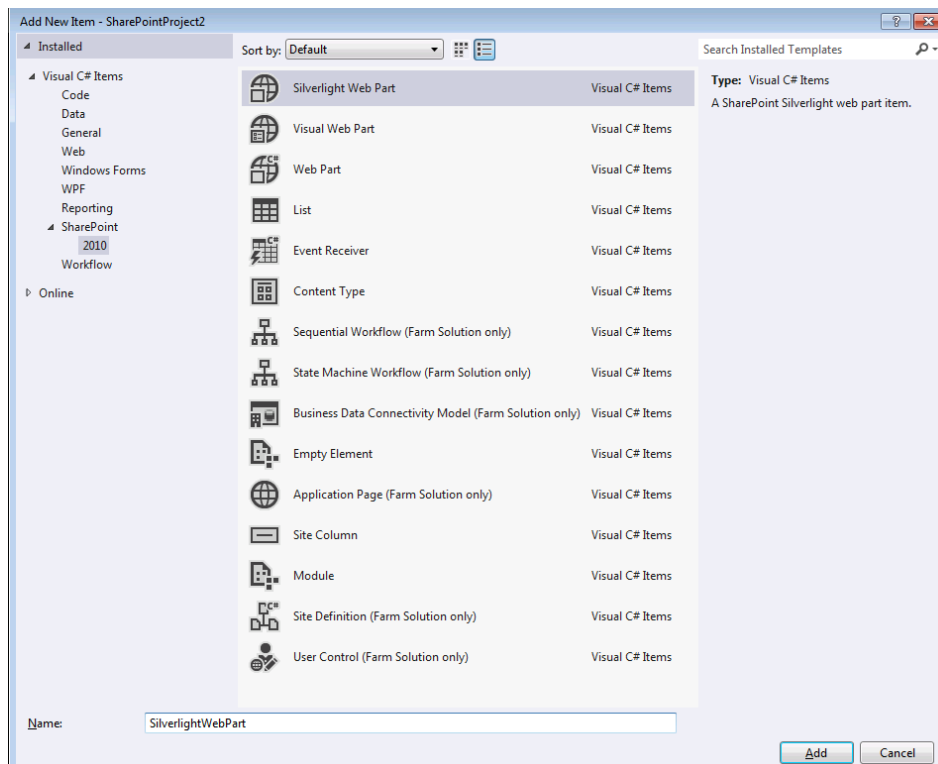 Add New Item - SharePointProject2
Installed
Sort by: Default
Search Installed Templates
Visual C# Items
Code
Data
General
Web
Windows Forms
WPF
Reporting
SharePoint
2010
Workflow
Online
Silverlight Web Part Visual C# Items
Visual Web Part Visual C# Items
Web Part Visual C# Items
List Visual C# Items
Event Receiver Visual C# Items
Content Type Visual C# Items
Sequential Workflow (Farm Solution only) Visual C# Items
State Machine Workflow (Farm Solution only) Visual C# Items
Business Data Connectivity Model (Farm Solution only) Visual C# Items
Empty Element Visual C# Items
Application Page (Farm Solution only) Visual C# Items
Site Column Visual C# Items
Module Visual C# Items
Site Definition (Farm Solution only) Visual C# Items
User Control (Farm Solution only) Visual C# Items
Type: Visual C# Items
A SharePoint Silverlight web part item.
Name: SilverlightWebPart
Add Cancel